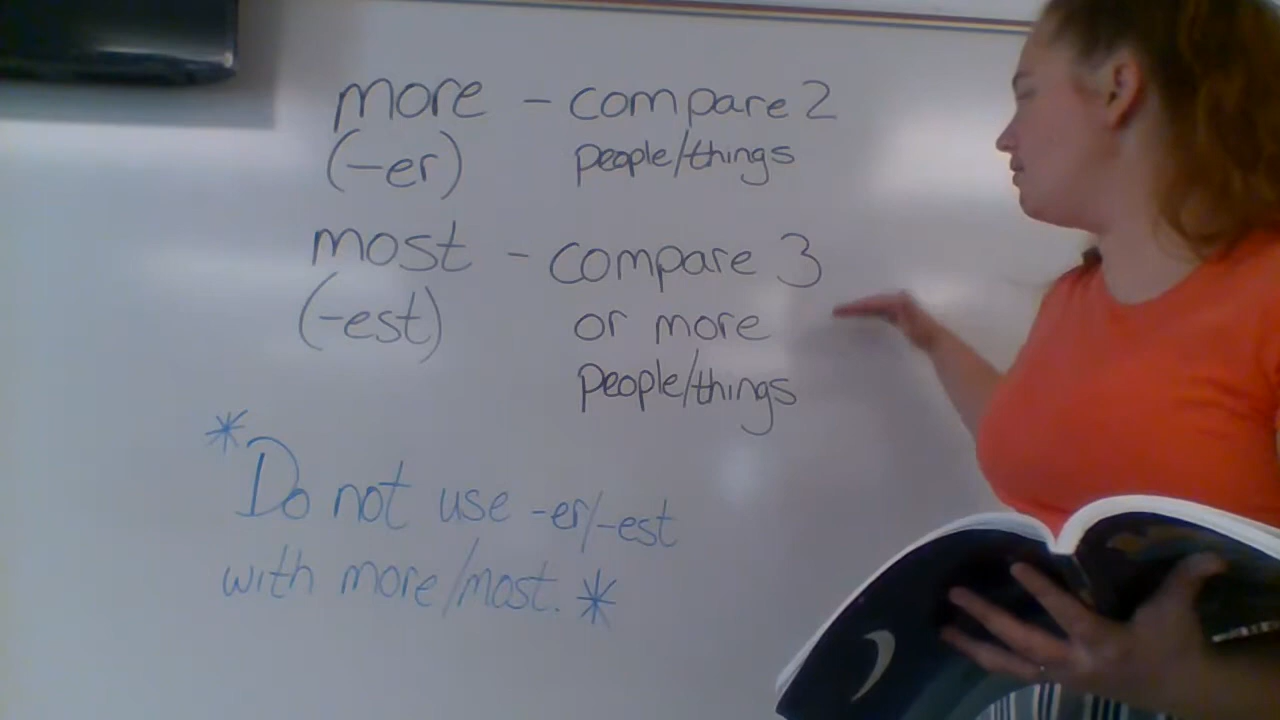 more - compare 2
(-er) people/things
most - compare 3
(-est) or more
people/things
*Do not use -er/-est
with more/most.*